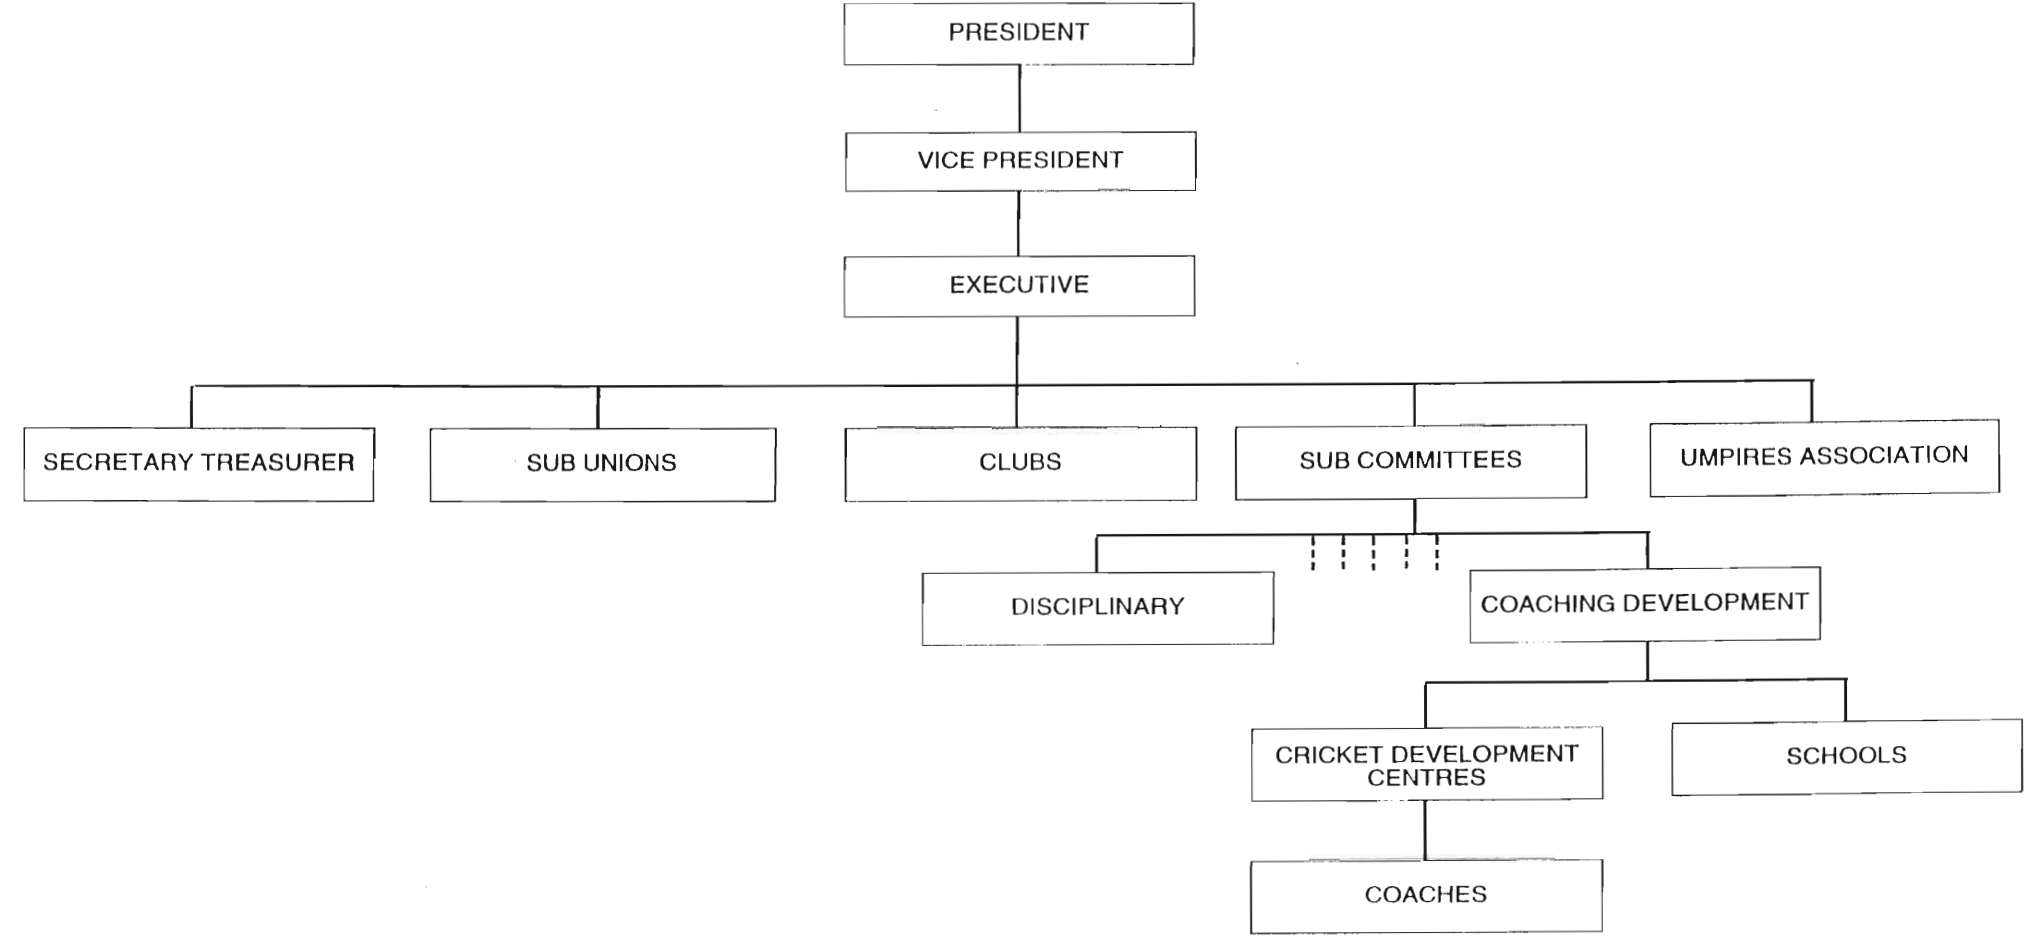 PRESIDENT
VICE PRESIDENT
EXECUTIVE
SECRETARY TREASURER
SUB UNIONS
CLUBS
SUB COMMITTEES
UMPIRES ASSOCIATION
DISCIPLINARY
COACHING DEVELOPMENT
CRICKET DEVELOPMENT
CENTRES
SCHOOLS
COACHES